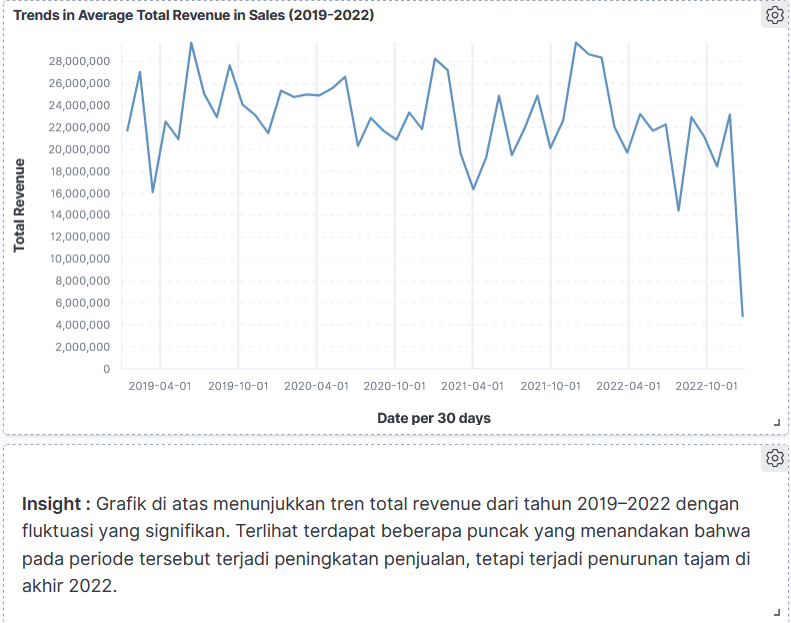 Trends in Average Total Revenue in Sales (2019-2022)
Total Revenue
28,000,000
26,000,000
24,000,000
22,000,000
20,000,000
18,000,000
16,000,000
14,000,000
12,000,000
10,000,000
8,000,000
6,000,000
4,000,000
2,000,000
0
2019-04-01 2019-10-01 2020-04-01 2020-10-01 2021-04-01 2021-10-01 2022-04-01 2022-10-01
Date per 30 days
Insight : Grafik di atas menunjukkan tren total revenue dari tahun 2019–2022 dengan
fluktuasi yang signifikan. Terlihat terdapat beberapa puncak yang menandakan bahwa
pada periode tersebut terjadi peningkatan penjualan, tetapi terjadi penurunan tajam di
akhir 2022.